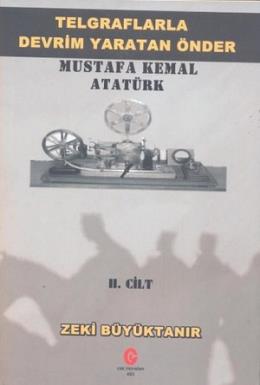 TELGRAFLARLA
DEVRİM YARATAN ÖNDER
MUSTAFA KEMAL
ATATÜRK
II. CİLT
ZEKİ BÜYÜKTANIR